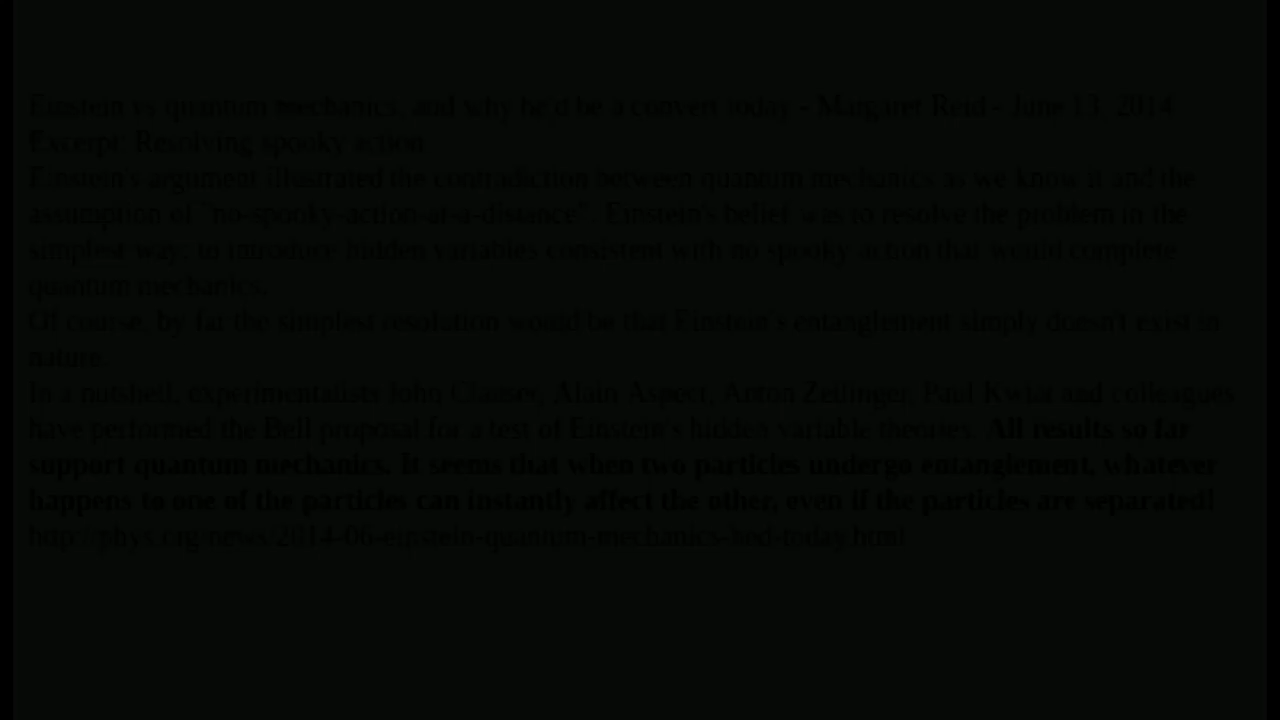 Einstein vs quantum mechanics, and why he'd be a convert today - Margaret Reid - June 13, 2014
Excerpt: Resolving spooky action
Einstein's argument illustrated the contradiction between quantum mechanics as we know it and the
assumption of "no-spooky-action-at-a-distance". Einstein's belief was to resolve the problem in the
simplest way: to introduce hidden variables consistent with no spooky action that would complete
quantum mechanics.
Of course, by far the simplest resolution would be that Einstein's entanglement simply doesn't exist in
nature.
In a nutshell, experimentalists John Clauser, Alain Aspect, Anton Zeilinger, Paul Kwiat and colleagues
have performed the Bell proposal for a test of Einstein's hidden variable theories. All results so far
support quantum mechanics. It seems that when two particles undergo entanglement, whatever
happens to one of the particles can instantly affect the other, even if the particles are separated!
http://phys.org/news/2014-06-einstein-quantum-mechanics-hed-today.html